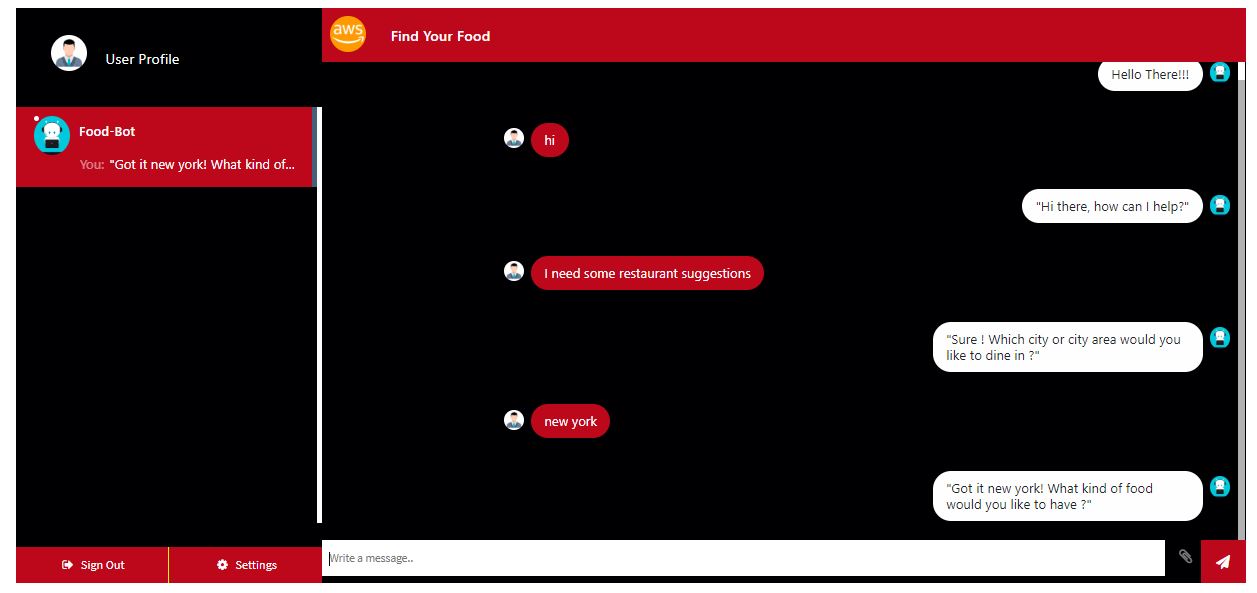 User Profile
aws
Find Your Food
Food-Bot
You: "Got it new york! What kind of...
Hello There!!!
hi
"Hi there, how can I help?"
I need some restaurant suggestions
"Sure ! Which city or city area would you
like to dine in ?"
new york
"Got it new york! What kind of food
would you like to have ?"
Sign Out
Settings
Write a message..